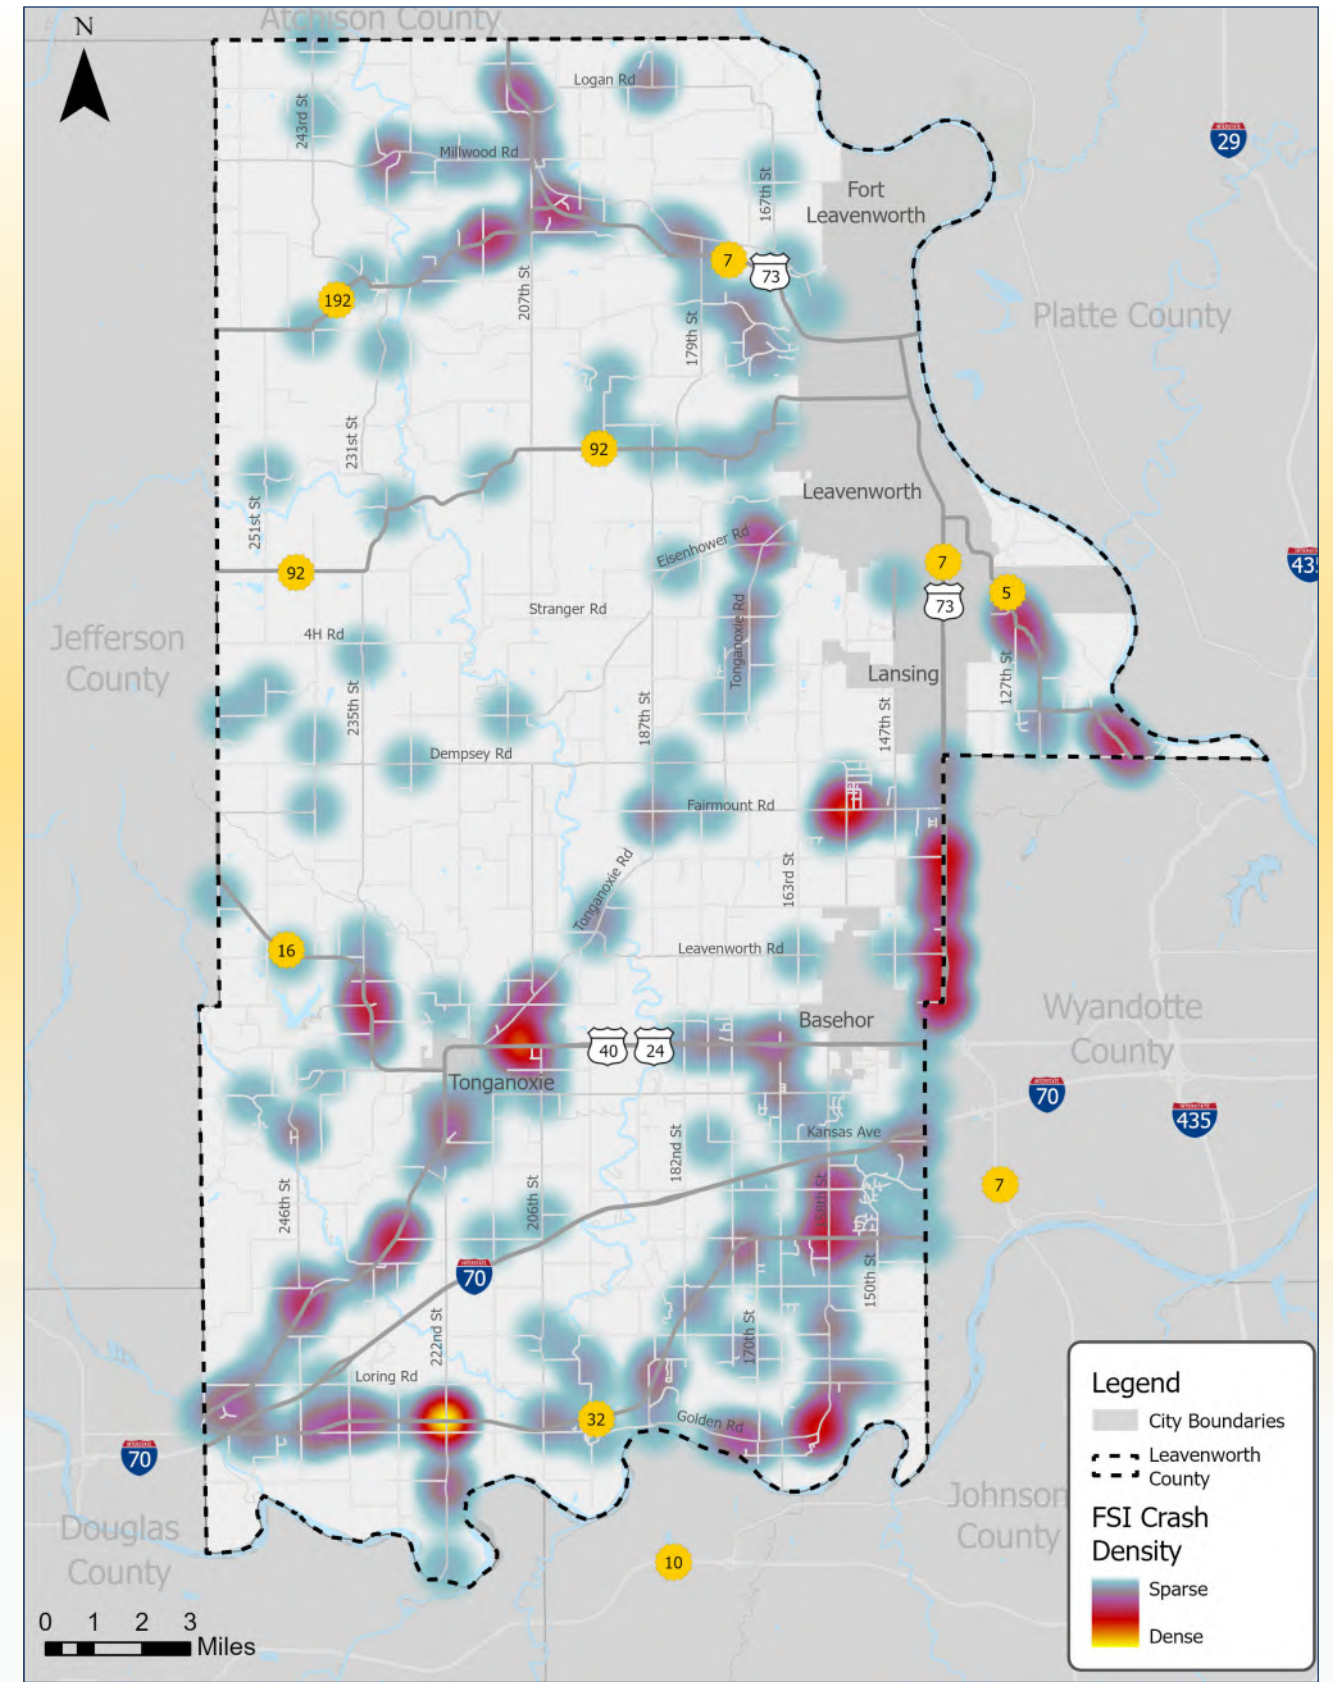 Atchison County
N
Logan Rd
243rd St
29
Millwood Rd
167th St
Fort
Leavenworth
7
73
207th St
192
179th St
Platte County
231st St
92
251st St
Leavenworth
Eisenhower Rd
92
7
43
5
73
Stranger Rd
Tonganoxie Rd
4H Rd
Jefferson
County
Lansing
127th St
235th St
187th St
147th St
Dempsey Rd
Fairmount Rd
Tonganoxie Rd
163rd St
16
Leavenworth Rd
Wyandotte
County
Basehor
40
24
Tonganoxie
70
435
Kansas Ave
182nd St
7
246th St
206th St
158th St
70
150th St
222nd St
170th St
Loring Rd
32
Golden Rd
70
Johnson
County
Douglas
County
10
Legend
City Boundaries
Leavenworth
County
FSI Crash
Density
Sparse
Dense
0 1 2 3
Miles